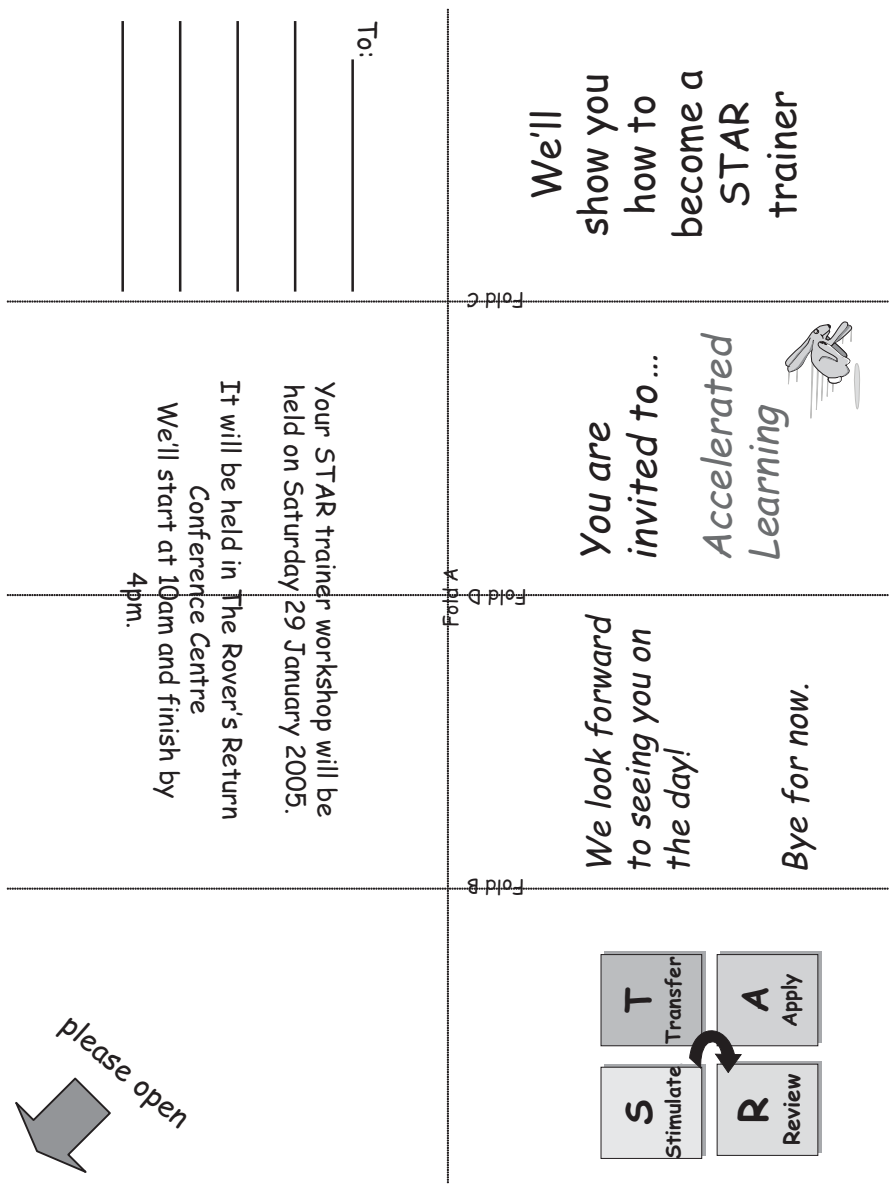 To:
We'll
show you
how to
become a
STAR
trainer
Fold C
Your STAR trainer workshop will be
held on Saturday 29 January 2005.
It will be held in The Rover's Return
Conference Centre
We'll start at 10am and finish by
4pm.
You are
invited to...
Accelerated
Learning
Fold A
Fold D
We look forward
to seeing you on
the day!
Bye for now.
Fold B
please open
S
Stimulate
T
Transfer
A
Apply
R
Review